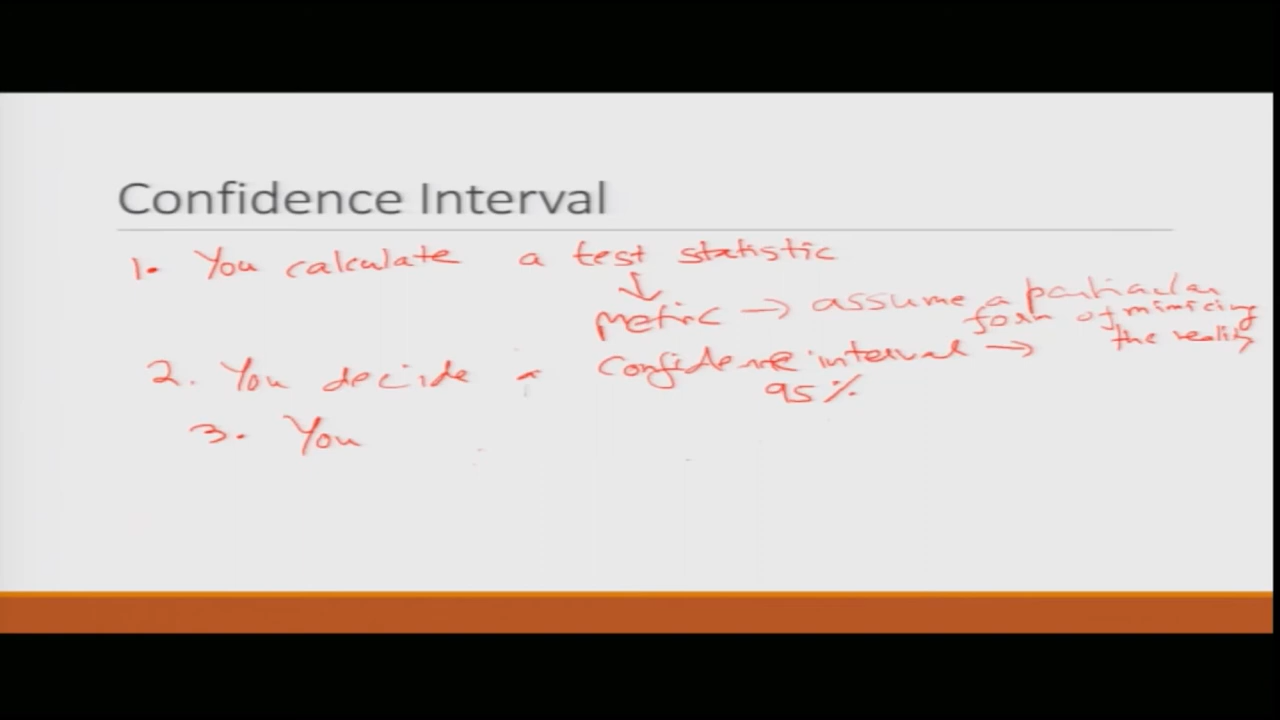 Confidence Interval
1. You calculate a test statistic
↓
metric → assume a particular
form of mimicing
the reality
2. You decide a confidence interval →
95%
3. You